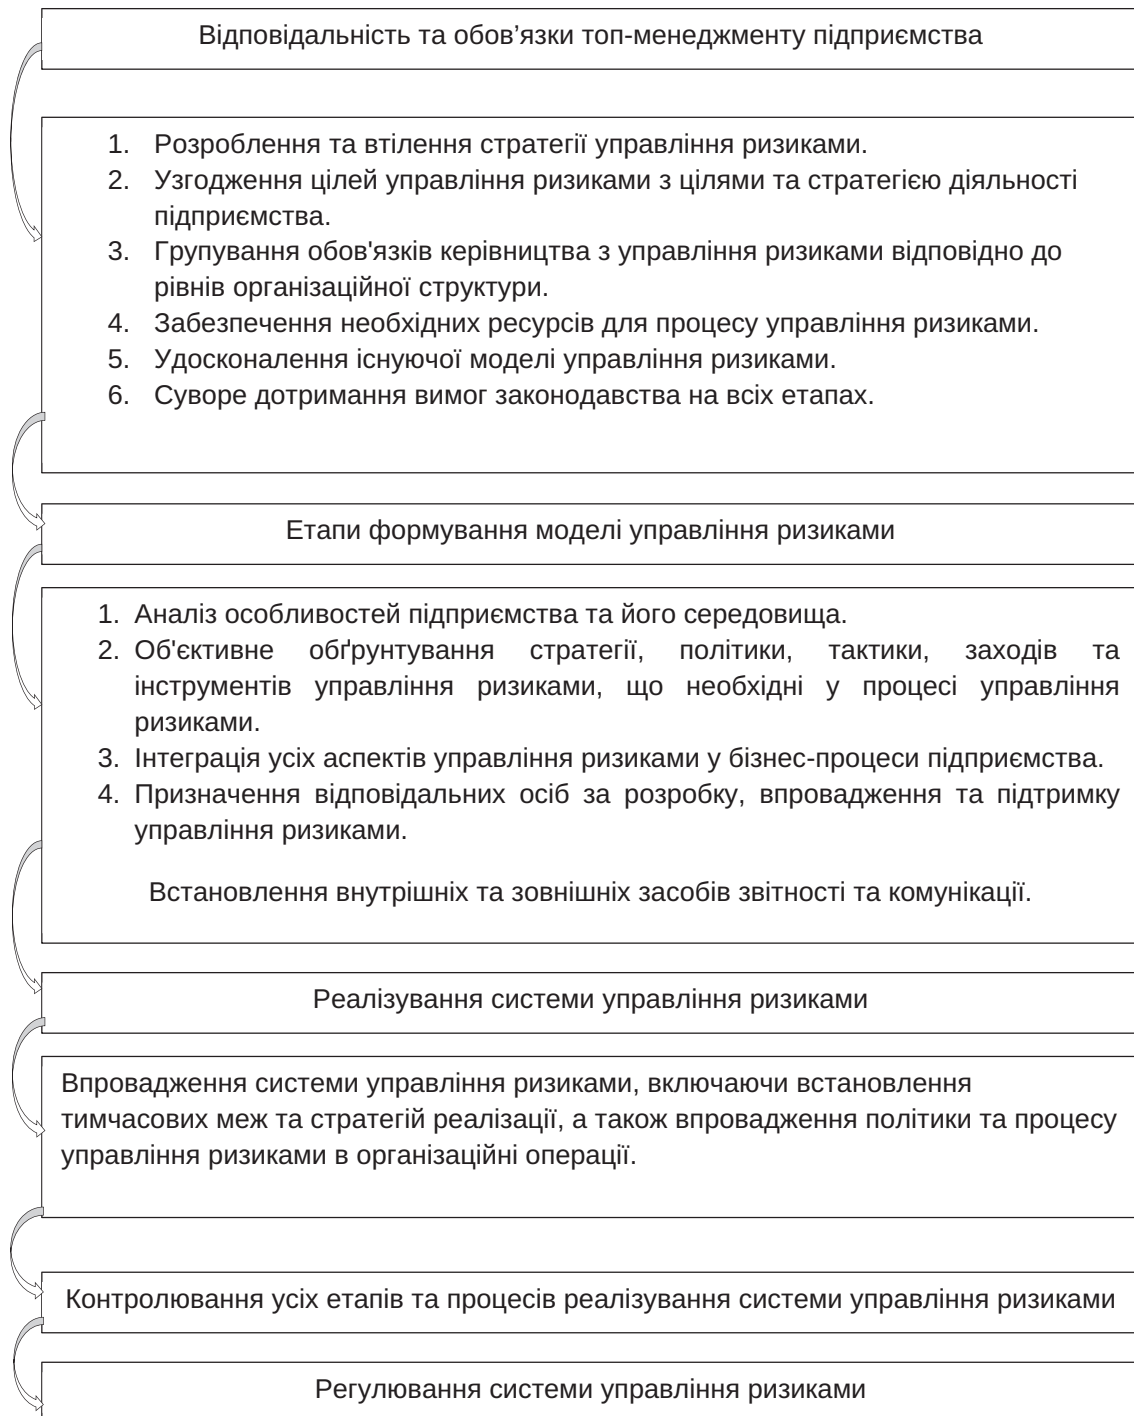 Відповідальність та обов’язки топ-менеджменту підприємства
1. Розроблення та втілення стратегії управління ризиками.
2. Узгодження цілей управління ризиками з цілями та стратегією діяльності
підприємства.
3. Групування обов'язків керівництва з управління ризиками відповідно до
рівнів організаційної структури.
4. Забезпечення необхідних ресурсів для процесу управління ризиками.
5. Удосконалення існуючої моделі управління ризиками.
6. Суворе дотримання вимог законодавства на всіх етапах.
Етапи формування моделі управління ризиками
1. Аналіз особливостей підприємства та його середовища.
2. Об'єктивне обґрунтування стратегії, політики, тактики, заходів та
інструментів управління ризиками, що необхідні у процесі управління
ризиками.
3. Інтеграція усіх аспектів управління ризиками у бізнес-процеси підприємства.
4. Призначення відповідальних осіб за розробку, впровадження та підтримку
управління ризиками.
Встановлення внутрішніх та зовнішніх засобів звітності та комунікації.
Реалізування системи управління ризиками
Впровадження системи управління ризиками, включаючи встановлення
тимчасових меж та стратегій реалізації, а також впровадження політики та процесу
управління ризиками в організаційні операції.
Контролювання усіх етапів та процесів реалізування системи управління ризиками
Регулювання системи управління ризиками